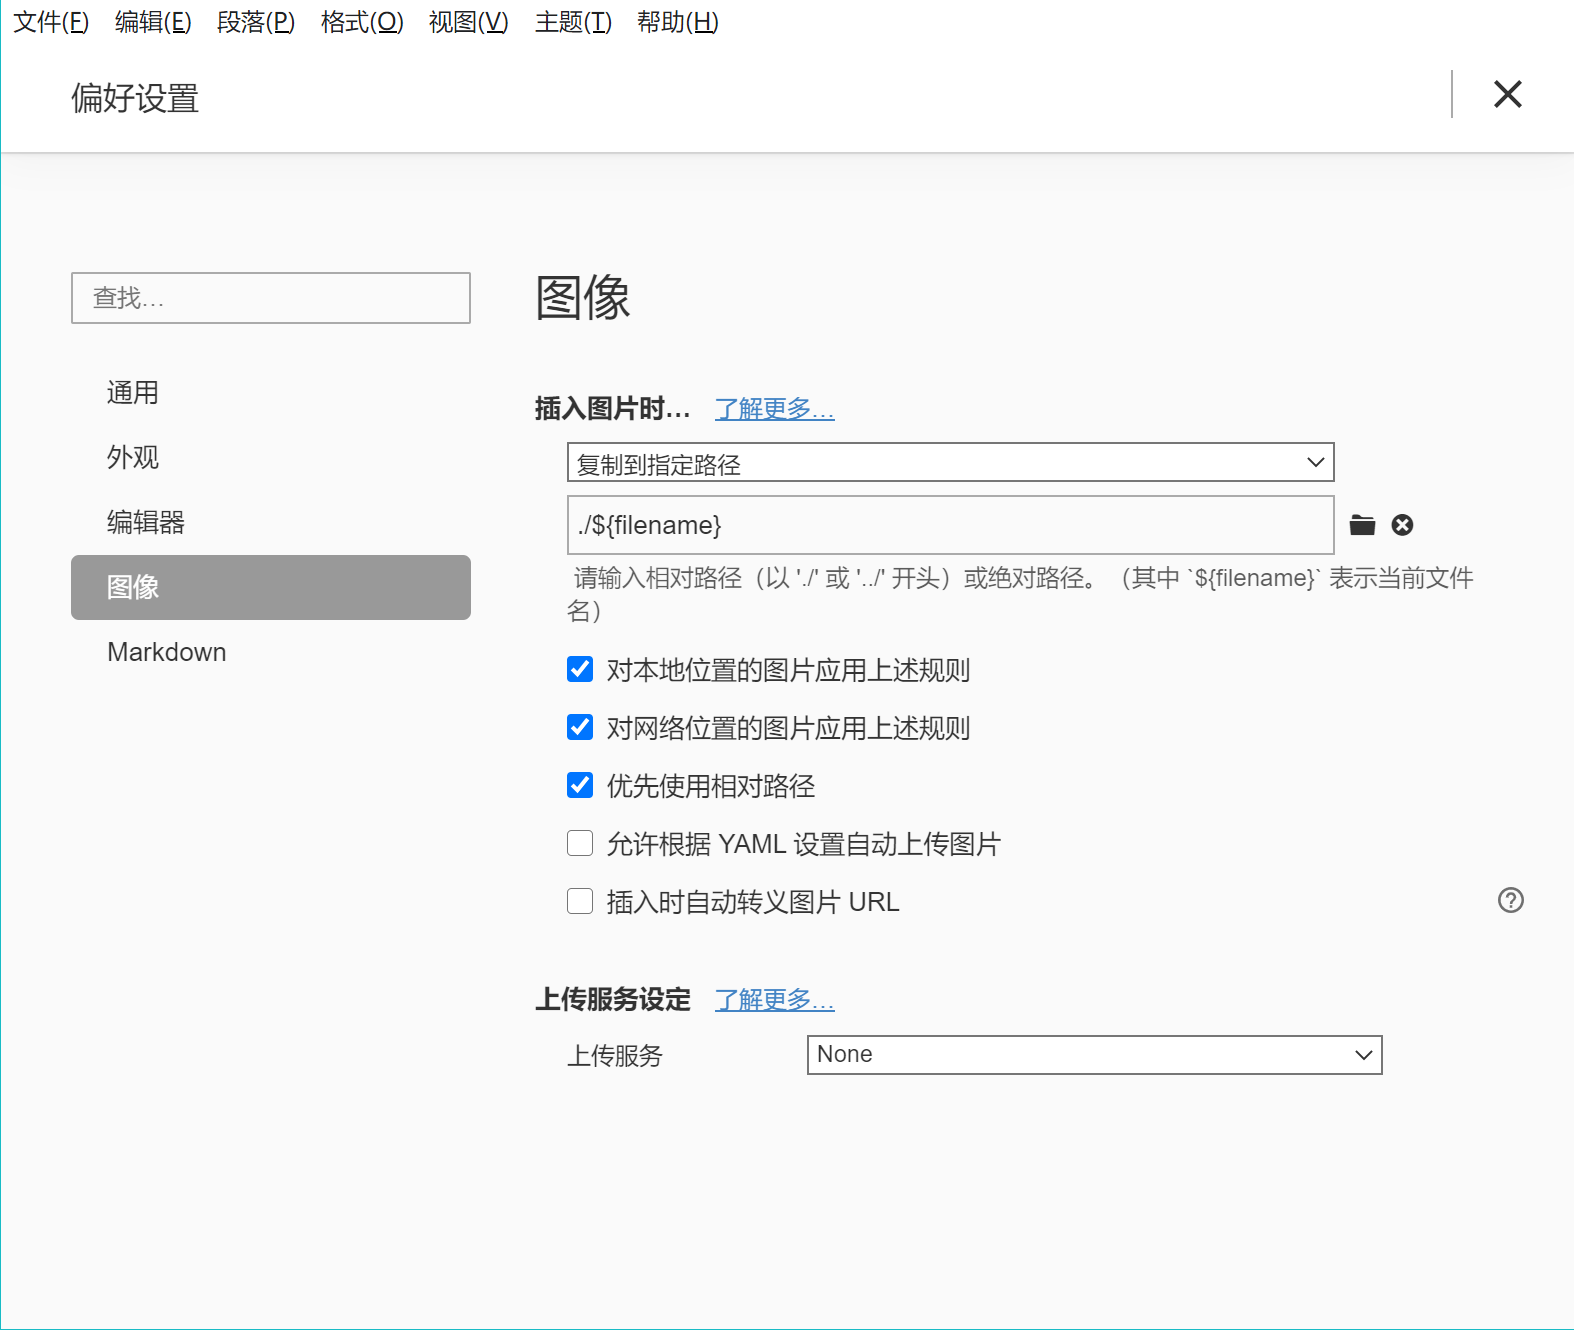 文件(F) 编辑(E) 段落(P) 格式(O) 视图(V) 主题(T) 帮助(H)
偏好设置
查找...
通用
外观
编辑器
图像
Markdown
图像
插入图片时... 了解更多...
复制到指定路径
./${filename}
请输入相对路径（以 './' 或 '../' 开头）或绝对路径。（其中 `${filename}` 表示当前文件
名）
对本地位置的图片应用上述规则
对网络位置的图片应用上述规则
优先使用相对路径
允许根据 YAML 设置自动上传图片
插入时自动转义图片 URL
上传服务设定 了解更多...
上传服务 None